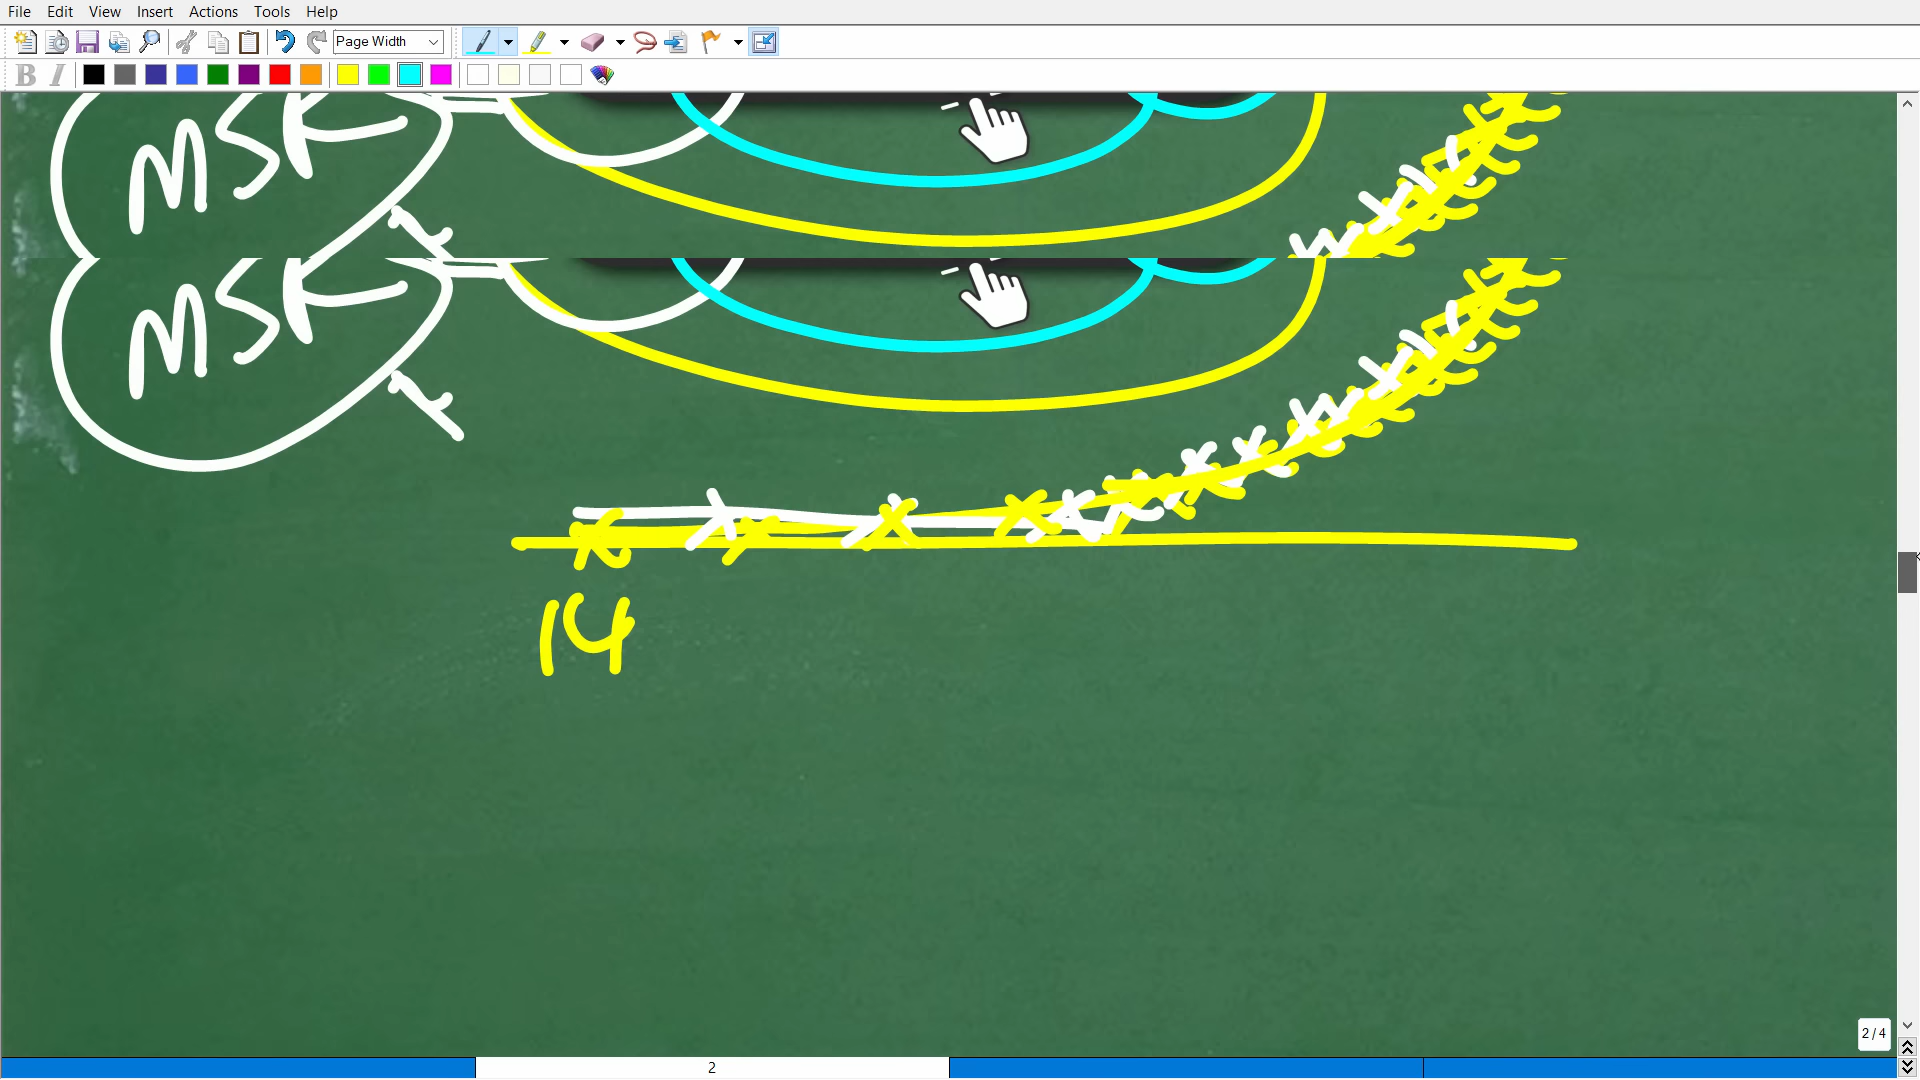 File Edit View Insert Actions Tools Help
Page Width
B I
MSK
MSK
14
2 / 4
2